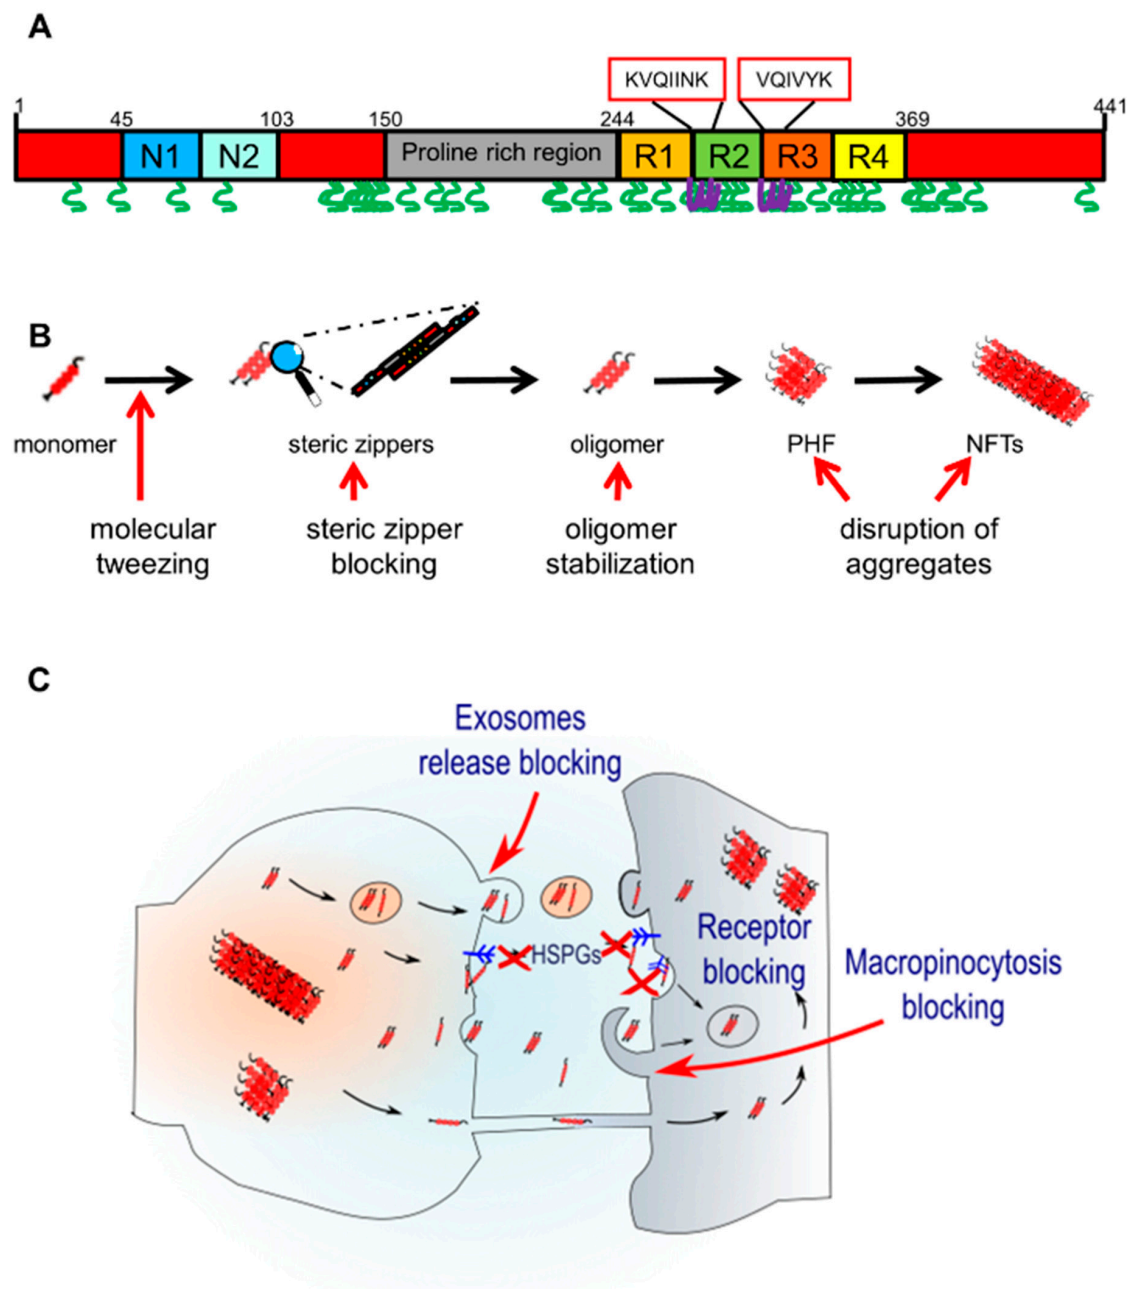 A
KVQIINK VQIVYK
1 45 103 150 244 369 441
N1 N2 Proline rich region R1 R2 R3 R4
B
monomer steric zippers oligomer PHF NFTs
molecular
tweezing
steric zipper
blocking
oligomer
stabilization
disruption of
aggregates
C
Exosomes
release blocking
HSPGs
Receptor
blocking
Macropinocytosis
blocking